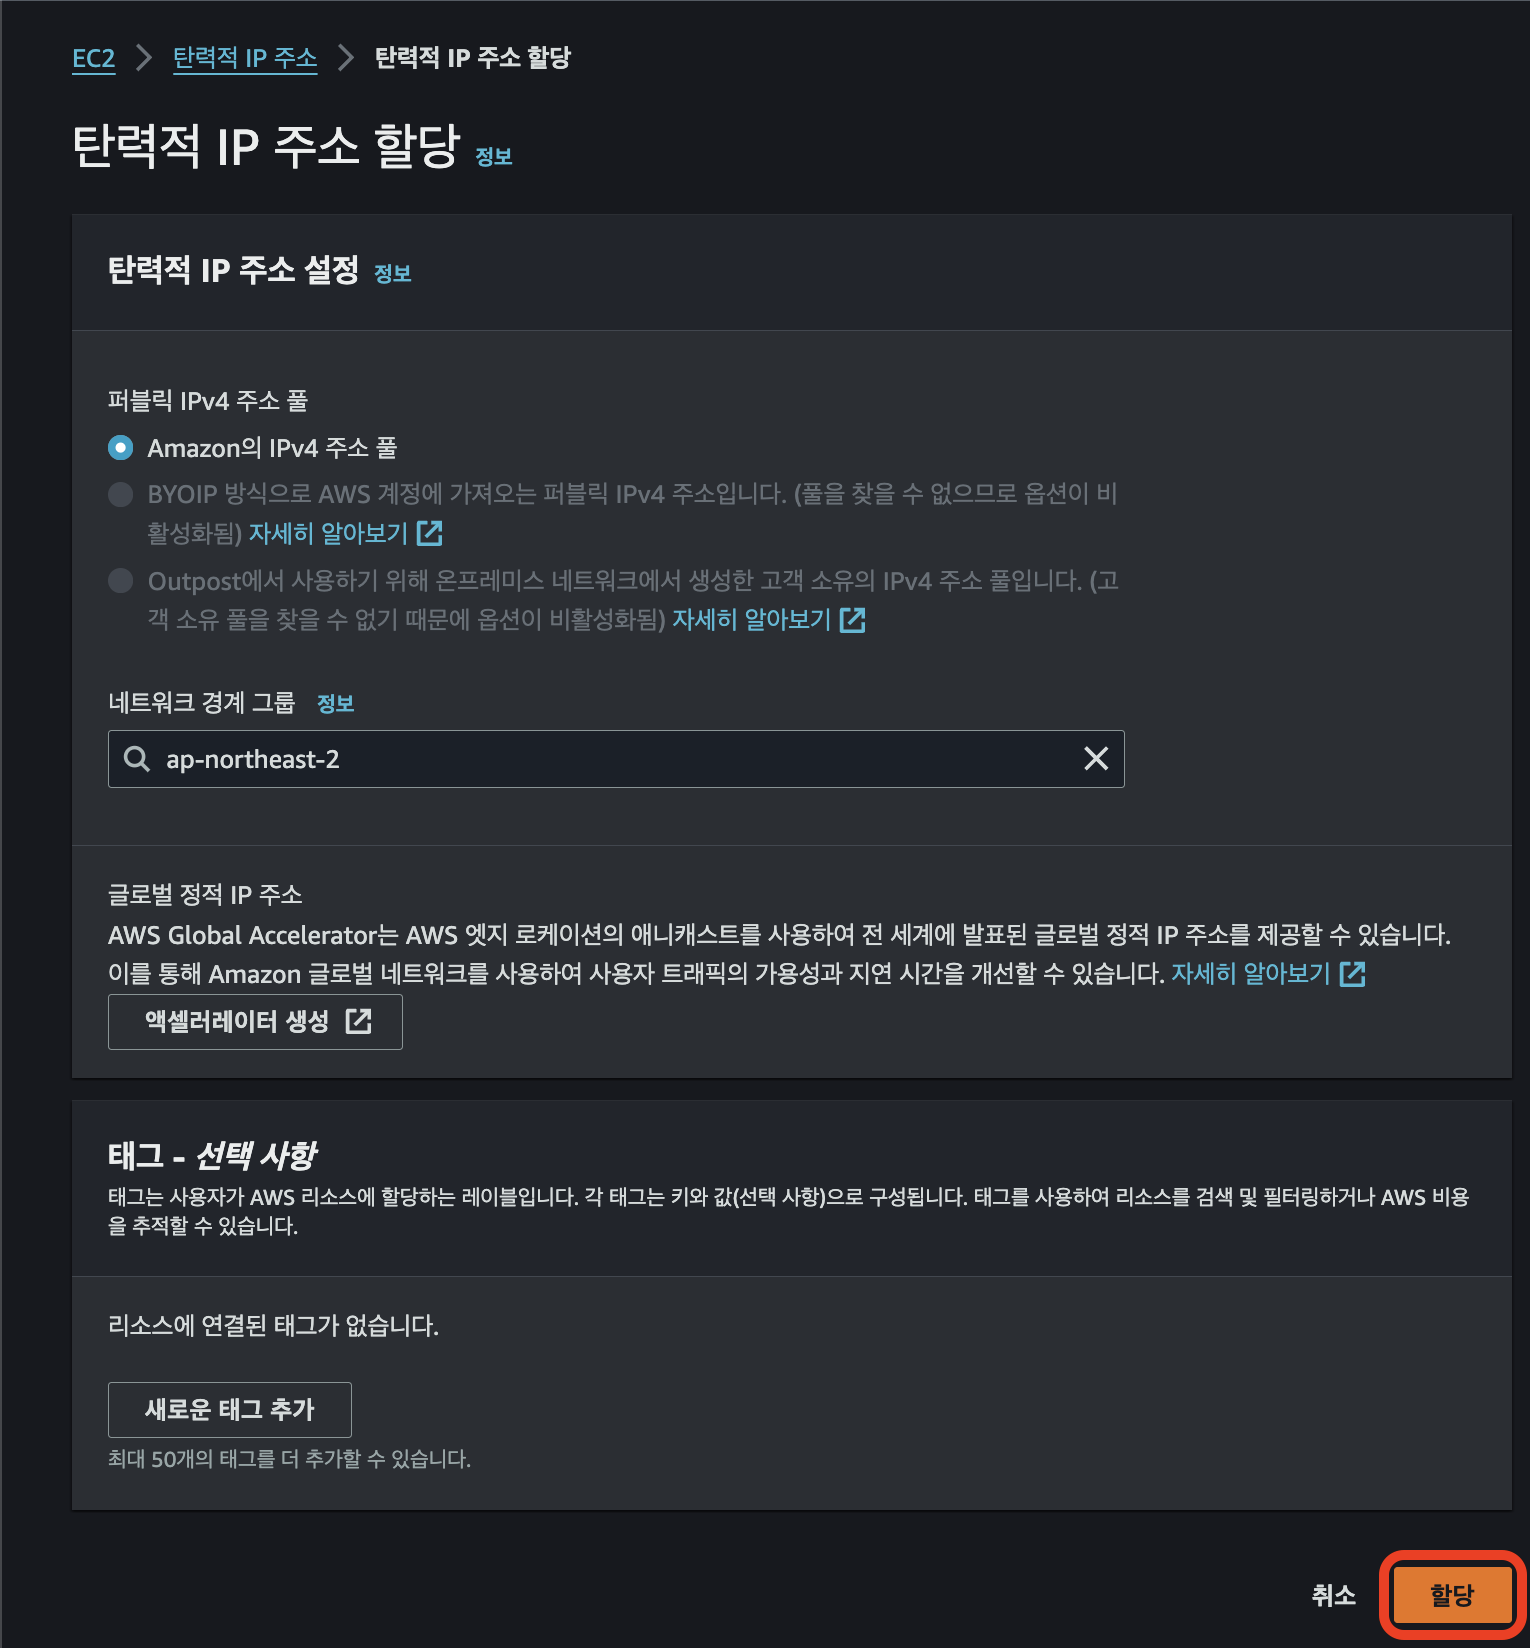 EC2 > 탄력적 IP 주소 > 탄력적 IP 주소 할당
탄력적 IP 주소 할당 정보
탄력적 IP 주소 설정 정보
퍼블릭 IPv4 주소 풀
Amazon의 IPv4 주소 풀
BYOIP 방식으로 AWS 계정에 가져오는 퍼블릭 IPv4 주소입니다. (풀을 찾을 수 없으므로 옵션이 비
활성화됨) 자세히 알아보기
Outpost에서 사용하기 위해 온프레미스 네트워크에서 생성한 고객 소유의 IPv4 주소 풀입니다. (고
객 소유 풀을 찾을 수 없기 때문에 옵션이 비활성화됨) 자세히 알아보기
네트워크 경계 그룹 정보
ap-northeast-2
글로벌 정적 IP 주소
AWS Global Accelerator는 AWS 엣지 로케이션의 애니캐스트를 사용하여 전 세계에 발표된 글로벌 정적 IP 주소를 제공할 수 있습니다.
이를 통해 Amazon 글로벌 네트워크를 사용하여 사용자 트래픽의 가용성과 지연 시간을 개선할 수 있습니다. 자세히 알아보기
액셀러레이터 생성
태그 - 선택 사항
태그는 사용자가 AWS 리소스에 할당하는 레이블입니다. 각 태그는 키와 값(선택 사항)으로 구성됩니다. 태그를 사용하여 리소스를 검색 및 필터링하거나 AWS 비용
을 추적할 수 있습니다.
리소스에 연결된 태그가 없습니다.
새로운 태그 추가
최대 50개의 태그를 더 추가할 수 있습니다.
취소 할당